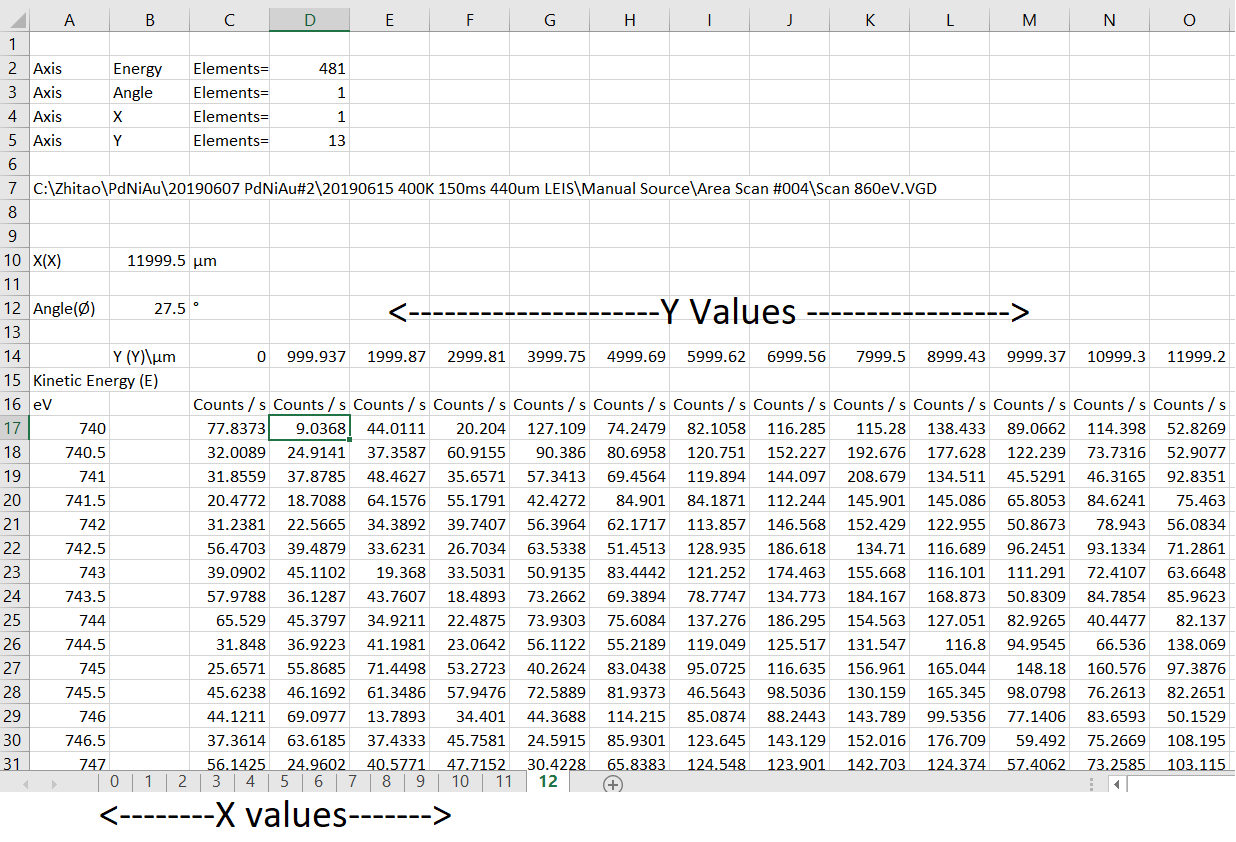 A B C D E F G H I J K L M N O
1
2 Axis Energy Elements= 481
3 Axis Angle Elements= 1
4 Axis X Elements= 1
5 Axis Y Elements= 13
6
7 C:\Zhitao\PdNiAu\20190607 PdNiAu#2\20190615 400K 150ms 440um LEIS\Manual Source\Area Scan #004\Scan 860eV.VGD
8
9
10 X(X) 11999.5 µm
11
12 Angle(Ø) 27.5 ° <---------------------Y Values ----------------->
13
14 Y (Y)\µm 0 999.937 1999.87 2999.81 3999.75 4999.69 5999.62 6999.56 7999.5 8999.43 9999.37 10999.3 11999.2
15 Kinetic Energy (E)
16 eV Counts / s Counts / s Counts / s Counts / s Counts / s Counts / s Counts / s Counts / s Counts / s Counts / s Counts / s Counts / s Counts / s
17 740 77.8373 9.0368 44.0111 20.204 127.109 74.2479 82.1058 116.285 115.28 138.433 89.0662 114.398 52.8269
18 740.5 32.0089 24.9141 37.3587 60.9155 90.386 80.6958 120.751 152.227 192.676 177.628 122.239 73.7316 52.9077
19 741 31.8559 37.8785 48.4627 35.6571 57.3413 69.4564 119.894 144.097 208.679 134.511 45.5291 46.3165 92.8351
20 741.5 20.4772 18.7088 64.1576 55.1791 42.4272 84.901 84.1871 112.244 145.901 145.086 65.8053 84.6241 75.463
21 742 31.2381 22.5665 34.3892 39.7407 56.3964 62.1717 113.857 146.568 152.429 122.955 50.8673 78.943 56.0834
22 742.5 56.4703 39.4879 33.6231 26.7034 63.5338 51.4513 128.935 186.618 134.71 116.689 96.2451 93.1334 71.2861
23 743 39.0902 45.1102 19.368 33.5031 50.9135 83.4442 121.252 174.463 155.668 116.101 111.291 72.4107 63.6648
24 743.5 57.9788 36.1287 43.7607 18.4893 73.2662 69.3894 78.7747 134.773 184.167 168.873 50.8309 84.7854 85.9623
25 744 65.529 45.3797 34.9211 22.4875 73.9303 75.6084 137.276 186.295 154.563 127.051 82.9265 40.4477 82.137
26 744.5 31.848 36.9223 41.1981 23.0642 56.1122 55.2189 119.049 125.517 131.547 116.8 94.9545 66.536 138.069
27 745 25.6571 55.8685 71.4498 53.2723 40.2624 83.0438 95.0725 116.635 156.961 165.044 148.18 160.576 97.3876
28 745.5 45.6238 46.1692 61.3486 57.9476 72.5889 81.9373 46.5643 98.5036 130.159 165.345 98.0798 76.2613 82.2651
29 746 44.1211 69.0977 13.7893 34.401 44.3688 114.215 85.0874 88.2443 143.789 99.5356 77.1406 83.6593 50.1529
30 746.5 37.3614 63.6185 37.4333 45.7581 24.5915 85.9301 123.645 143.129 152.016 176.709 59.492 75.2669 108.195
31 747 56.1425 24.9602 40.5771 47.7152 30.4228 65.8383 124.548 123.901 142.703 124.374 57.4062 73.2585 103.115
0 1 2 3 4 5 6 7 8 9 10 11 12
<--------X values------->